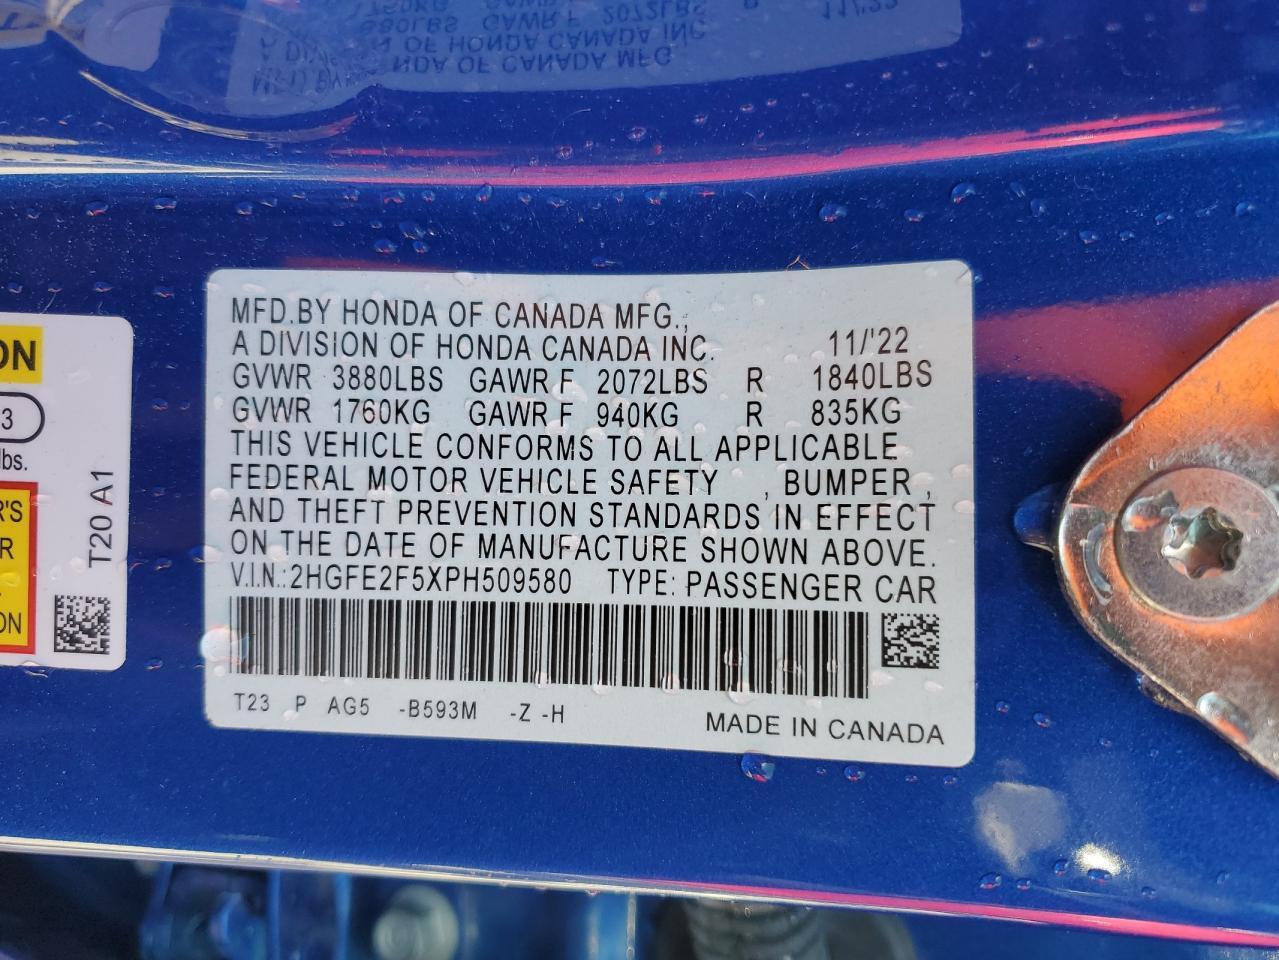 MFD.BY HONDA OF CANADA MFG.,
A DIVISION OF HONDA CANADA INC. 11/'22
GVWR 3880LBS GAWR F 2072LBS R 1840LBS
GVWR 1760KG GAWR F 940KG R 835KG
THIS VEHICLE CONFORMS TO ALL APPLICABLE
FEDERAL MOTOR VEHICLE SAFETY , BUMPER ,
AND THEFT PREVENTION STANDARDS IN EFFECT
ON THE DATE OF MANUFACTURE SHOWN ABOVE.
V.I.N.:2HGFE2F5XPH509580 TYPE: PASSENGER CAR
T23 P AG5 -B593M -Z -H
MADE IN CANADA
ON
3
lbs.
R'S
R
ON
T20 A1